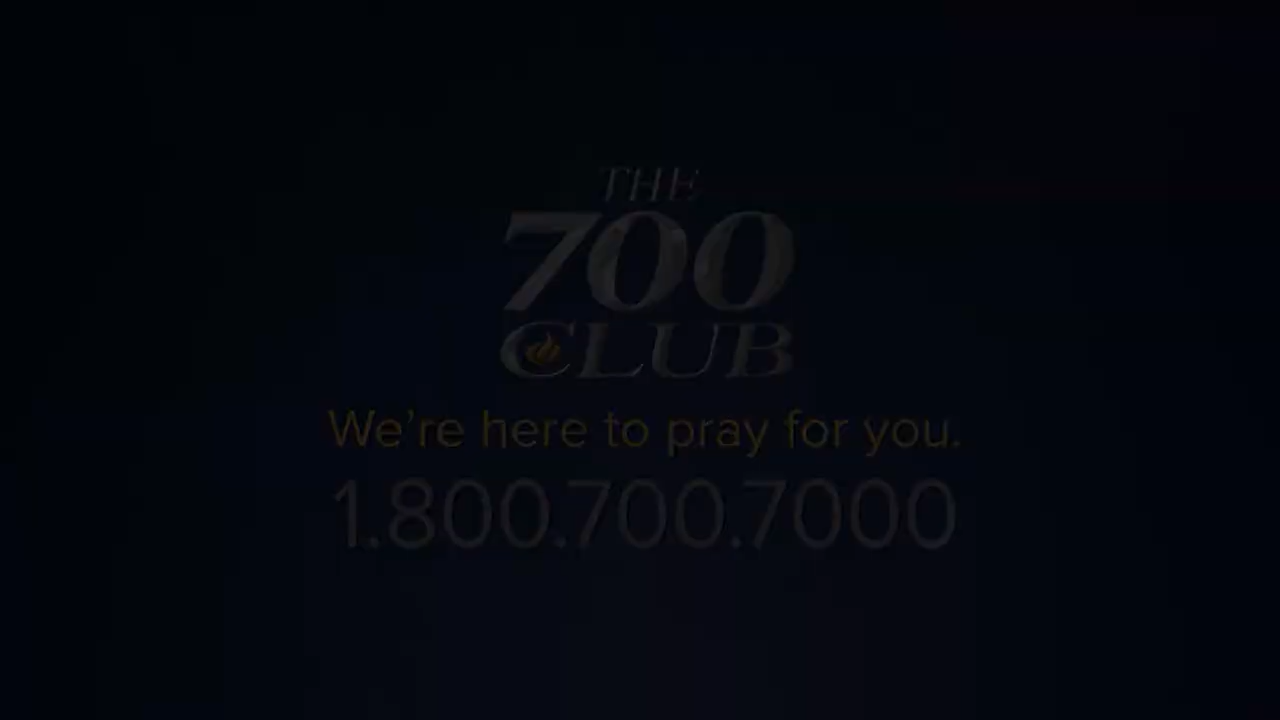 THE
700
CLUB
We're here to pray for you.
1.800.700.7000